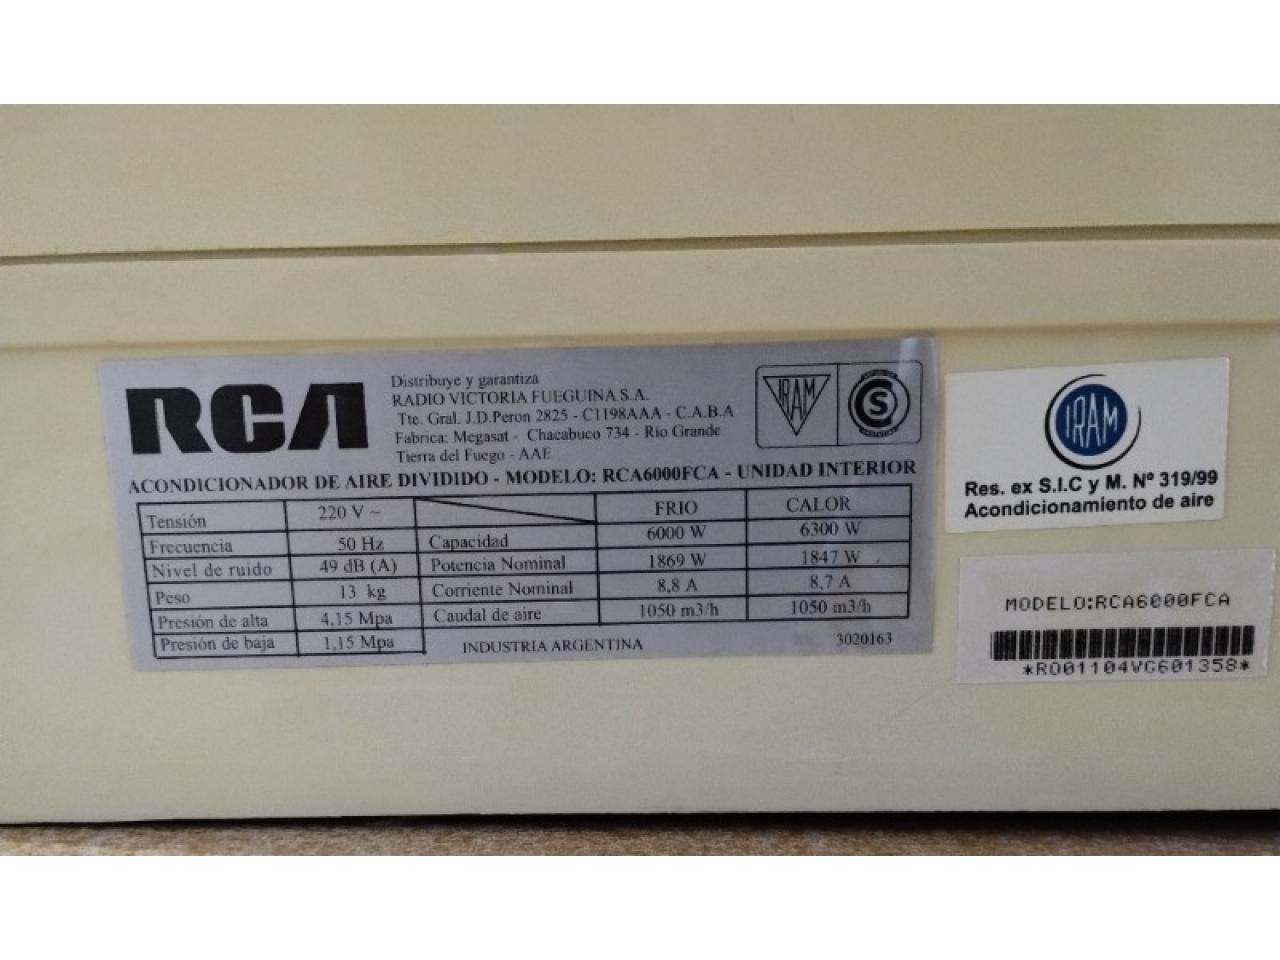 RCA
Distribuye y garantiza
RADIO VICTORIA FUEGUINA S.A.
Tte. Gral. J.D.Peron 2825 - C1198AAA - C.A.B.A
Fabrica: Megasat - Chacabuco 734 - Rio Grande
Tierra del Fuego - AAE
IRAM
S
ACONDICIONADOR DE AIRE DIVIDIDO - MODELO: RCA6000FCA - UNIDAD INTERIOR
Tensión 220 V ~ FRIO CALOR
Frecuencia 50 Hz Capacidad 6000 W 6300 W
Nivel de ruido 49 dB (A) Potencia Nominal 1869 W 1847 W
Peso 13 kg Corriente Nominal 8,8 A 8,7 A
Presión de alta 4,15 Mpa Caudal de aire 1050 m3/h 1050 m3/h
Presión de baja 1,15 Mpa
INDUSTRIA ARGENTINA 3020163
IRAM
Res. ex S.I.C y M. Nº 319/99
Acondicionamiento de aire
MODELO:RCA6000FCA
*R001104VG601358*